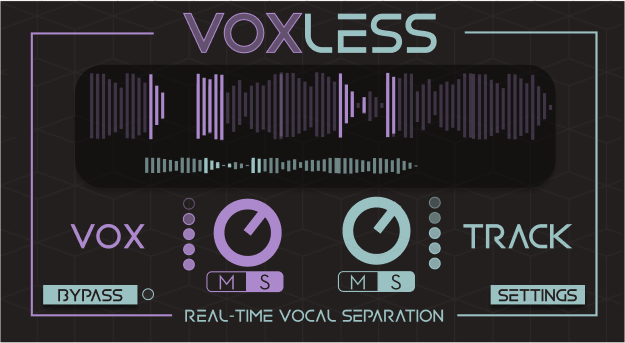 VOXLESS
VOX
TRACK
M S
M S
BYPASS
SETTINGS
REAL-TIME VOCAL SEPARATION